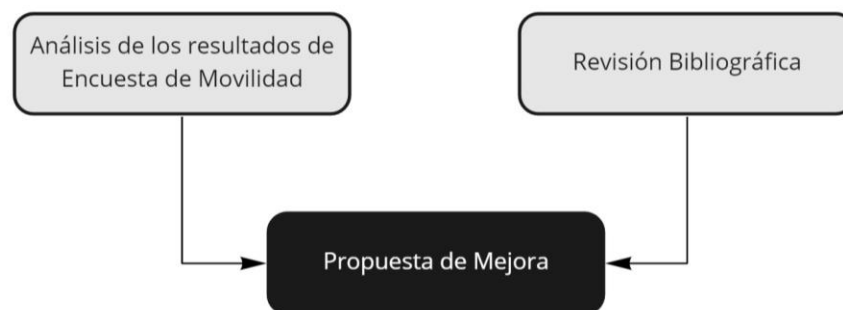 Análisis de los resultados de
Encuesta de Movilidad
Revisión Bibliográfica
Propuesta de Mejora